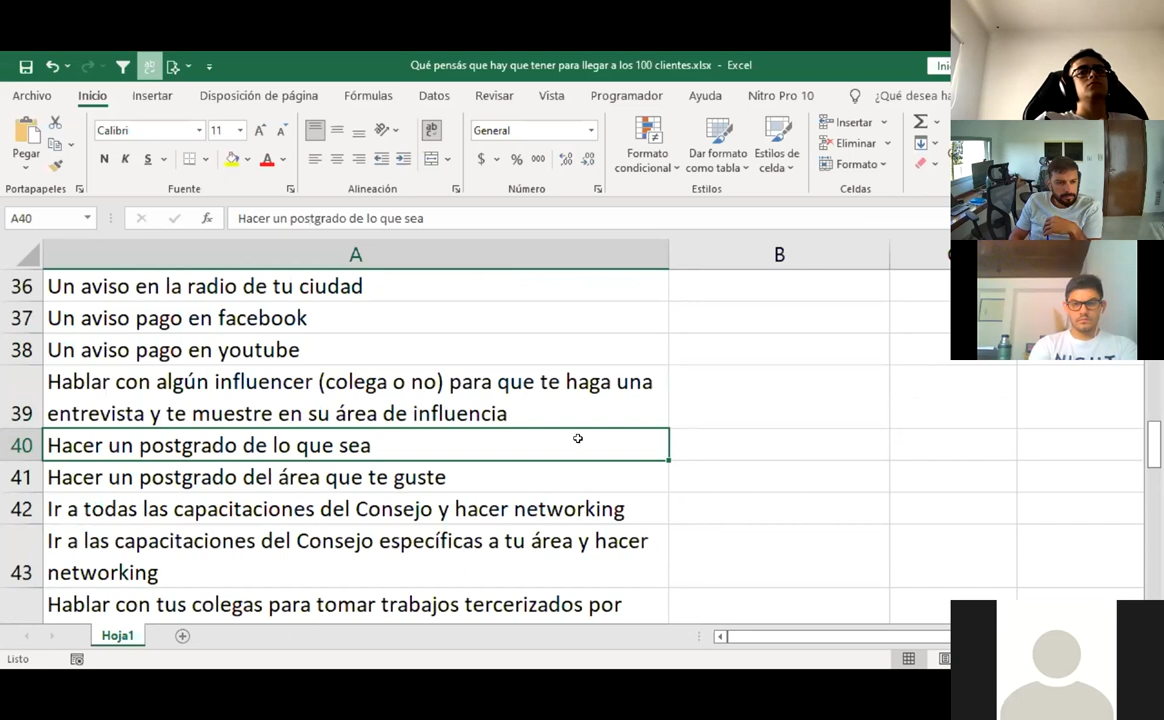 Qué pensás que hay que tener para llegar a los 100 clientes.xlsx - Excel
Archivo Inicio Insertar Disposición de página Fórmulas Datos Revisar Vista Programador Ayuda Nitro Pro 10 ¿Qué desea
Pegar
Calibri 11
N K S
General
$ % 000
Formato condicional
Dar formato como tabla
Estilos de celda
Insertar
Eliminar
Formato
Portapapeles Fuente Alineación Número Estilos Celdas
A40 fx Hacer un postgrado de lo que sea
A B
36 Un aviso en la radio de tu ciudad
37 Un aviso pago en facebook
38 Un aviso pago en youtube
Hablar con algún influencer (colega o no) para que te haga una
39 entrevista y te muestre en su área de influencia
40 Hacer un postgrado de lo que sea
41 Hacer un postgrado del área que te guste
42 Ir a todas las capacitaciones del Consejo y hacer networking
Ir a las capacitaciones del Consejo específicas a tu área y hacer
43 networking
Hablar con tus colegas para tomar trabajos tercerizados por
Hoja1
Listo